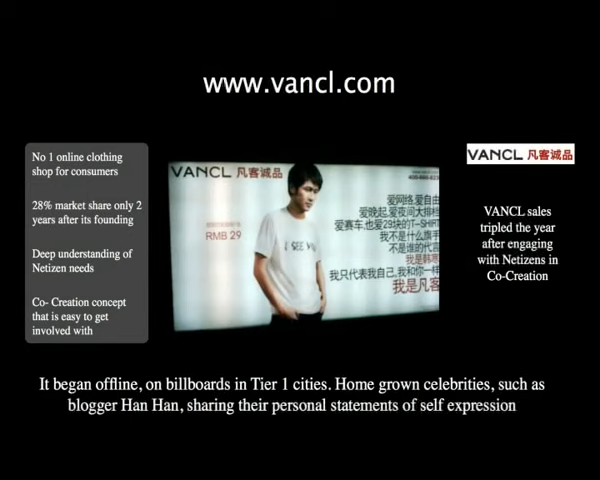 www.vancl.com
No 1 online clothing
shop for consumers
28% market share only 2
years after its founding
Deep understanding of
Netizen needs
Co- Creation concept
that is easy to get
involved with
VANCL 凡客诚品
RMB 29
I SEE YOU
爱网络,爱自由
爱晚起,爱夜间大排档
爱赛车,也爱29块的T-SHIRT
我不是什么旗手
不是谁的代言
我是韩寒
我只代表我自己,我和你一样
我是凡客
VANCL 凡客诚品
VANCL sales
tripled the year
after engaging
with Netizens in
Co-Creation
It began offline, on billboards in Tier 1 cities. Home grown celebrities, such as
blogger Han Han, sharing their personal statements of self expression